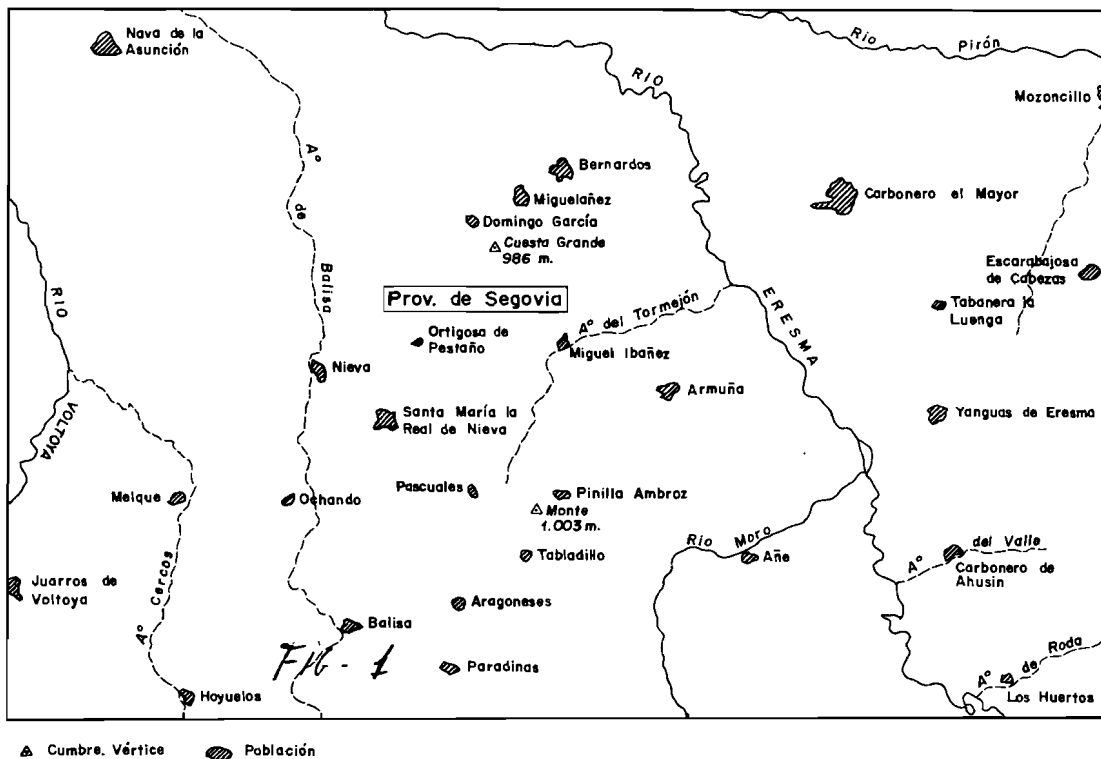 Nava de la
Asunción
Río
Pirón
RIO
Mozoncillo
Aº
de
Balisa
Bernardos
Miguelañez
Domingo García
Cuesta Grande
986 m.
Carbonero el Mayor
Escarabajosa
de Cabezas
Tabanera la
Luenga
RIO
Prov. de Segovia
Aº del Tormejón
ERESMA
Ortigosa de
Pestaño
Miguel Ibañez
Nieva
Armuña
Santa María la
Real de Nieva
Yanguas de Eresma
VOLTOYA
Melque
Ochando
Pascuales
Pinilla Ambroz
Monte
1.003 m.
Río Moro
Tabladillo
Añe
Aº del Valle
Carbonero de
Ahusin
Juarros de
Voltoya
Aº Cercos
Aragoneses
Balisa
FIG - 1
Paradinas
Aº de Roda
Los Huertos
Hoyuelos
Cumbre. Vértice
Población